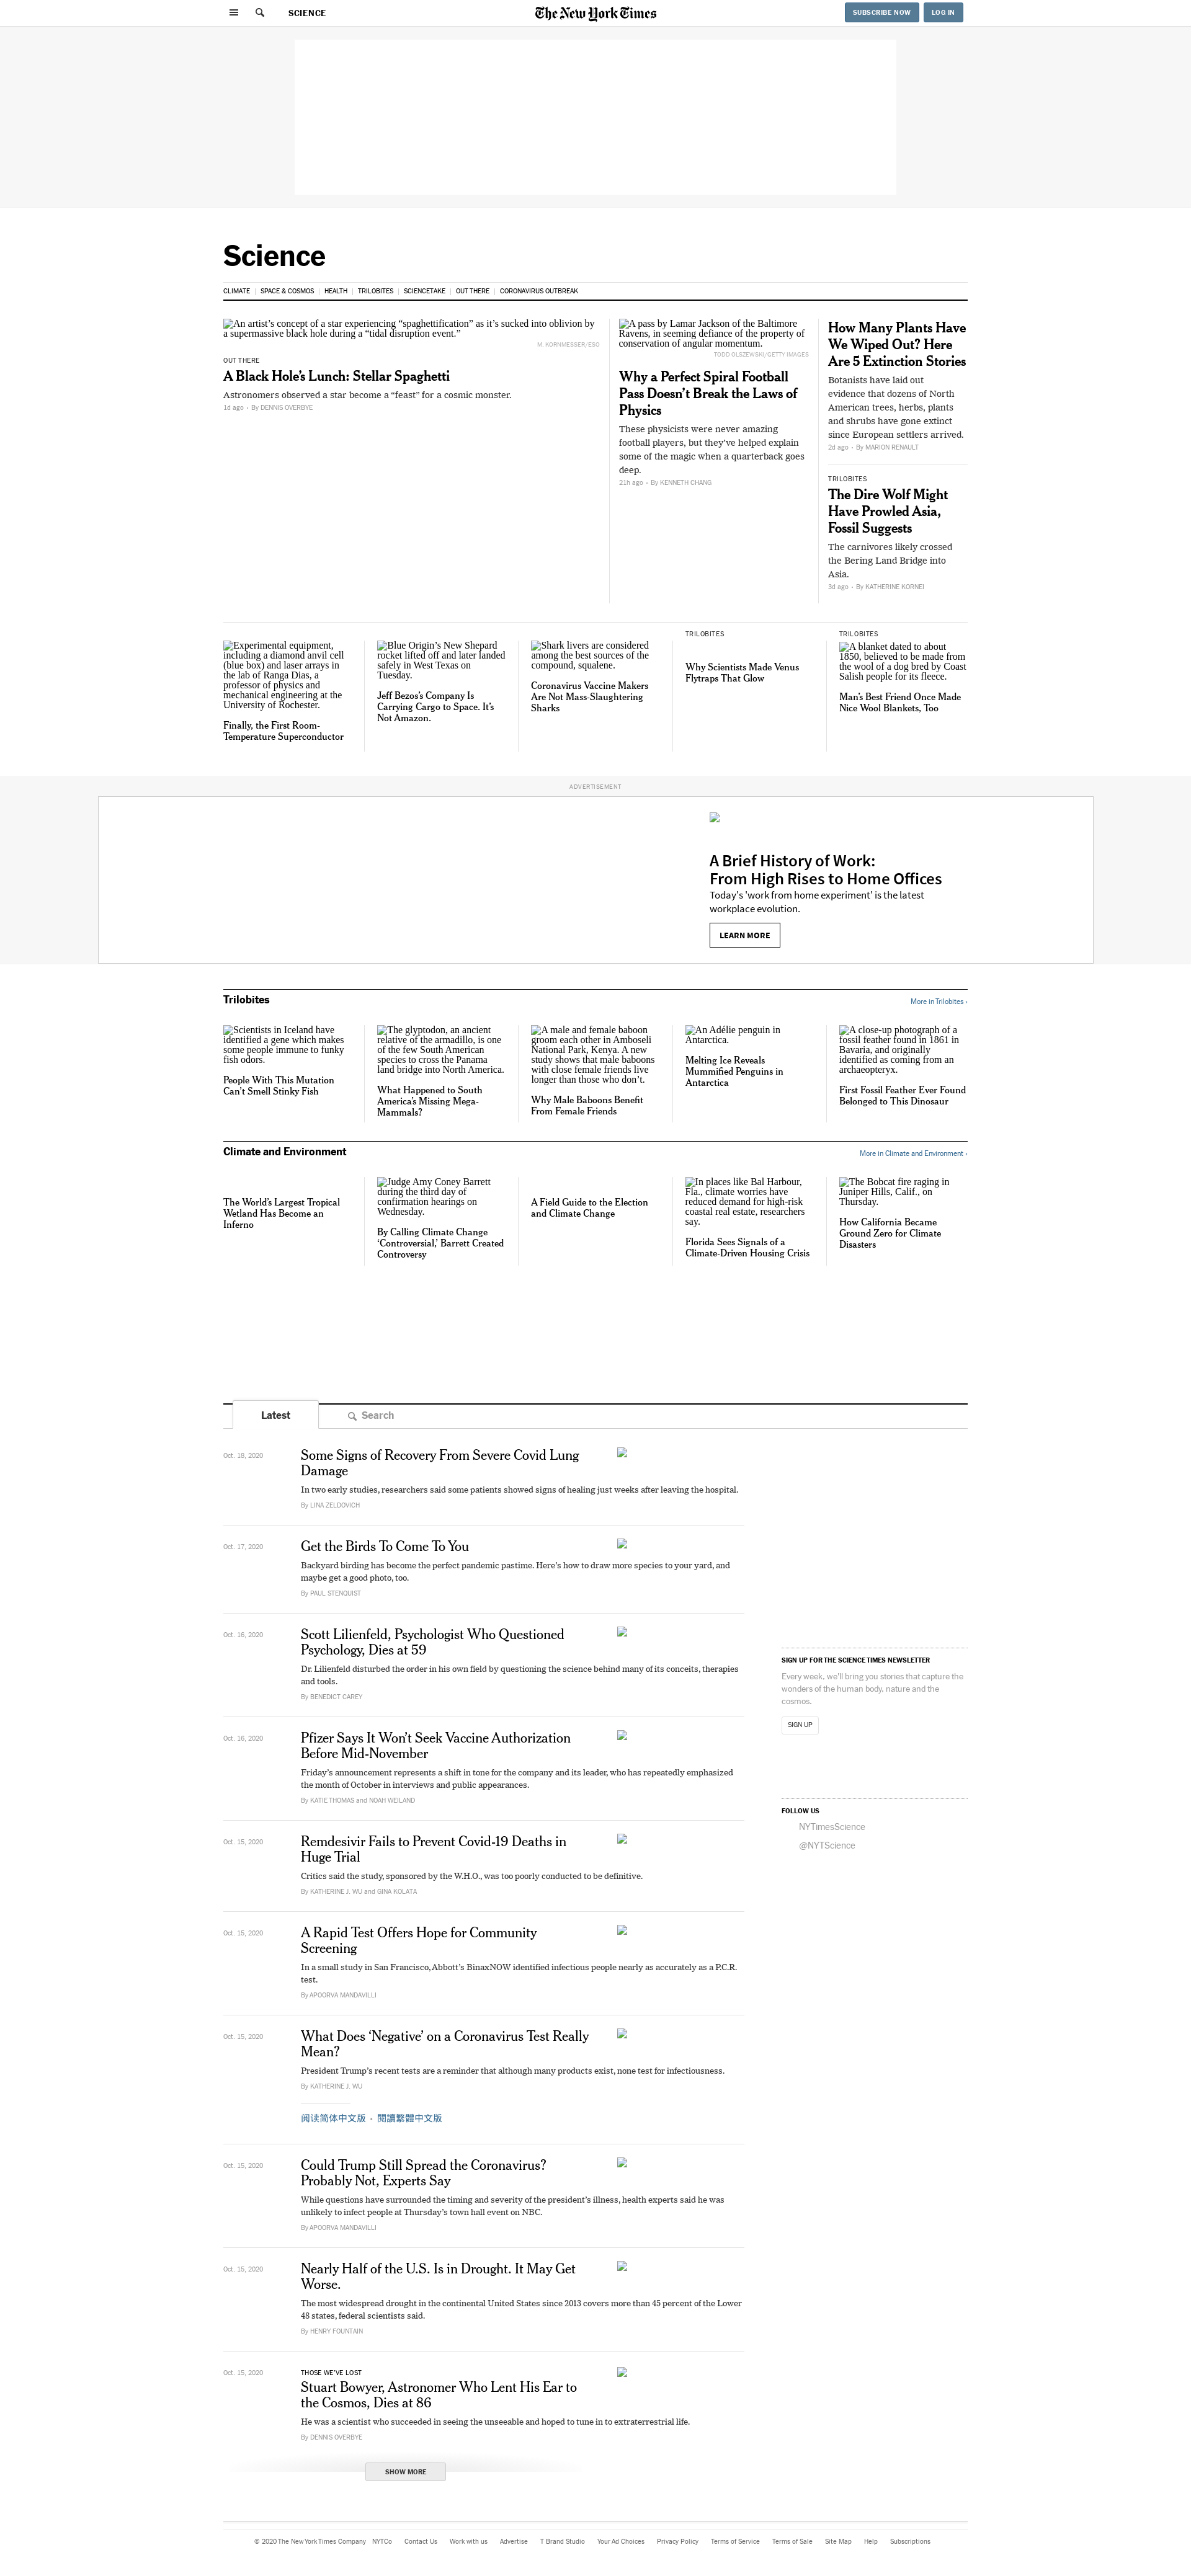 SCIENCE
The New York Times
SUBSCRIBE NOW
LOG IN
Science
CLIMATE
SPACE & COSMOS
HEALTH
TRILOBITES
SCIENCETAKE
OUT THERE
CORONAVIRUS OUTBREAK
An artist’s concept of a star experiencing “spaghettification” as it’s sucked into oblivion by
a supermassive black hole during a “tidal disruption event.”
M. KORNMESSER/ESO
OUT THERE
A Black Hole’s Lunch: Stellar Spaghetti
Astronomers observed a star become a “feast” for a cosmic monster.
1d ago · By DENNIS OVERBYE
A pass by Lamar Jackson of the Baltimore
Ravens, in seeming defiance of the property of
conservation of angular momentum.
TODD OLSZEWSKI/GETTY IMAGES
Why a Perfect Spiral Football
Pass Doesn’t Break the Laws of
Physics
These physicists were never amazing
football players, but they’ve helped explain
some of the magic when a quarterback goes
deep.
21h ago · By KENNETH CHANG
How Many Plants Have
We Wiped Out? Here
Are 5 Extinction Stories
Botanists have laid out
evidence that dozens of North
American trees, herbs, plants
and shrubs have gone extinct
since European settlers arrived.
2d ago · By MARION RENAULT
TRILOBITES
The Dire Wolf Might
Have Prowled Asia,
Fossil Suggests
The carnivores likely crossed
the Bering Land Bridge into
Asia.
3d ago · By KATHERINE KORNEI
Experimental equipment,
including a diamond anvil cell
(blue box) and laser arrays in
the lab of Ranga Dias, a
professor of physics and
mechanical engineering at the
University of Rochester.
Finally, the First Room-
Temperature Superconductor
Blue Origin’s New Shepard
rocket lifted off and later landed
safely in West Texas on
Tuesday.
Jeff Bezos’s Company Is
Carrying Cargo to Space. It’s
Not Amazon.
Shark livers are considered
among the best sources of the
compound, squalene.
Coronavirus Vaccine Makers
Are Not Mass-Slaughtering
Sharks
TRILOBITES
Why Scientists Made Venus
Flytraps That Glow
TRILOBITES
A blanket dated to about
1850, believed to be made from
the wool of a dog bred by Coast
Salish people for its fleece.
Man’s Best Friend Once Made
Nice Wool Blankets, Too
ADVERTISEMENT
A Brief History of Work:
From High Rises to Home Offices
Today's 'work from home experiment' is the latest
workplace evolution.
LEARN MORE
Trilobites
More in Trilobites ›
Scientists in Iceland have
identified a gene which makes
some people immune to funky
fish odors.
People With This Mutation
Can’t Smell Stinky Fish
The glyptodon, an ancient
relative of the armadillo, is one
of the few South American
species to cross the Panama
land bridge into North America.
What Happened to South
America’s Missing Mega-
Mammals?
A male and female baboon
groom each other in Amboseli
National Park, Kenya. A new
study shows that male baboons
with close female friends live
longer than those who don’t.
Why Male Baboons Benefit
From Female Friends
An Adélie penguin in
Antarctica.
Melting Ice Reveals
Mummified Penguins in
Antarctica
A close-up photograph of a
fossil feather found in 1861 in
Bavaria, and originally
identified as coming from an
archaeopteryx.
First Fossil Feather Ever Found
Belonged to This Dinosaur
Climate and Environment
More in Climate and Environment ›
The World’s Largest Tropical
Wetland Has Become an
Inferno
Judge Amy Coney Barrett
during the third day of
confirmation hearings on
Wednesday.
By Calling Climate Change
‘Controversial,’ Barrett Created
Controversy
A Field Guide to the Election
and Climate Change
In places like Bal Harbour,
Fla., climate worries have
reduced demand for high-risk
coastal real estate, researchers
say.
Florida Sees Signals of a
Climate-Driven Housing Crisis
The Bobcat fire raging in
Juniper Hills, Calif., on
Thursday.
How California Became
Ground Zero for Climate
Disasters
Latest
Search
Oct. 18, 2020
Some Signs of Recovery From Severe Covid Lung
Damage
In two early studies, researchers said some patients showed signs of healing just weeks after leaving the hospital.
By LINA ZELDOVICH
Oct. 17, 2020
Get the Birds To Come To You
Backyard birding has become the perfect pandemic pastime. Here’s how to draw more species to your yard, and
maybe get a good photo, too.
By PAUL STENQUIST
Oct. 16, 2020
Scott Lilienfeld, Psychologist Who Questioned
Psychology, Dies at 59
Dr. Lilienfeld disturbed the order in his own field by questioning the science behind many of its conceits, therapies
and tools.
By BENEDICT CAREY
SIGN UP FOR THE SCIENCE TIMES NEWSLETTER
Every week, we'll bring you stories that capture the
wonders of the human body, nature and the
cosmos.
SIGN UP
Oct. 16, 2020
Pfizer Says It Won’t Seek Vaccine Authorization
Before Mid-November
Friday’s announcement represents a shift in tone for the company and its leader, who has repeatedly emphasized
the month of October in interviews and public appearances.
By KATIE THOMAS and NOAH WEILAND
FOLLOW US
NYTimesScience
@NYTScience
Oct. 15, 2020
Remdesivir Fails to Prevent Covid-19 Deaths in
Huge Trial
Critics said the study, sponsored by the W.H.O., was too poorly conducted to be definitive.
By KATHERINE J. WU and GINA KOLATA
Oct. 15, 2020
A Rapid Test Offers Hope for Community
Screening
In a small study in San Francisco, Abbott’s BinaxNOW identified infectious people nearly as accurately as a P.C.R.
test.
By APOORVA MANDAVILLI
Oct. 15, 2020
What Does ‘Negative’ on a Coronavirus Test Really
Mean?
President Trump’s recent tests are a reminder that although many products exist, none test for infectiousness.
By KATHERINE J. WU
阅读简体中文版 · 閱讀繁體中文版
Oct. 15, 2020
Could Trump Still Spread the Coronavirus?
Probably Not, Experts Say
While questions have surrounded the timing and severity of the president’s illness, health experts said he was
unlikely to infect people at Thursday’s town hall event on NBC.
By APOORVA MANDAVILLI
Oct. 15, 2020
Nearly Half of the U.S. Is in Drought. It May Get
Worse.
The most widespread drought in the continental United States since 2013 covers more than 45 percent of the Lower
48 states, federal scientists said.
By HENRY FOUNTAIN
Oct. 15, 2020
THOSE WE’VE LOST
Stuart Bowyer, Astronomer Who Lent His Ear to
the Cosmos, Dies at 86
He was a scientist who succeeded in seeing the unseeable and hoped to tune in to extraterrestrial life.
By DENNIS OVERBYE
SHOW MORE
© 2020 The New York Times Company
NYTCo
Contact Us
Work with us
Advertise
T Brand Studio
Your Ad Choices
Privacy Policy
Terms of Service
Terms of Sale
Site Map
Help
Subscriptions